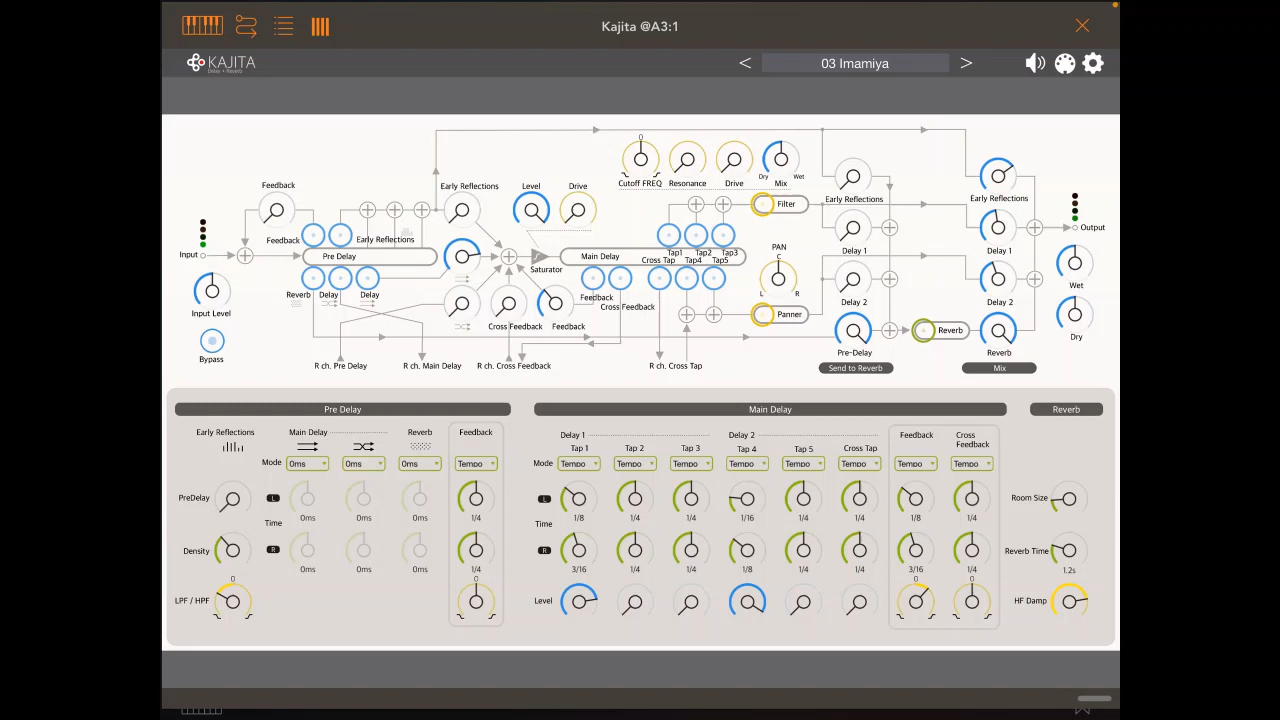 Kajita @A3:1
KAJITA
Delay + Reverb
< 03 Imamiya >
0
Cutoff FREQ Resonance Drive Dry Mix Wet
Feedback
Early Reflections Level Drive
Early Reflections Early Reflections
Filter
Feedback Early Reflections
Tap1 Tap2 Tap3
Input Pre Delay Main Delay Cross Tap Tap4 Tap5
Output
Saturator
PAN
C
L R
Delay 1 Delay 1
Wet
Reverb Delay Delay
Feedback
Cross Feedback
Delay 2 Delay 2
Input Level
Cross Feedback Feedback
Panner
Reverb
Dry
Bypass
Pre-Delay Reverb
R ch. Pre Delay R ch. Main Delay R ch. Cross Feedback R ch. Cross Tap
Send to Reverb Mix
Pre Delay Main Delay Reverb
Early Reflections Main Delay Reverb Feedback
Delay 1 Delay 2 Feedback Cross Feedback
Tap 1 Tap 2 Tap 3 Tap 4 Tap 5 Cross Tap
Mode 0ms 0ms 0ms Tempo Mode Tempo Tempo Tempo Tempo Tempo Tempo Tempo Tempo
PreDelay L L Room Size
0ms 0ms 0ms 1/4 1/8 1/4 1/4 1/16 1/4 1/4 1/8 1/4
Time Time
Density R R Reverb Time
0ms 0ms 0ms 1/4 3/16 1/4 1/4 1/8 1/4 1/4 3/16 1/4 1.2s
0 0 0 0
LPF / HPF Level HF Damp